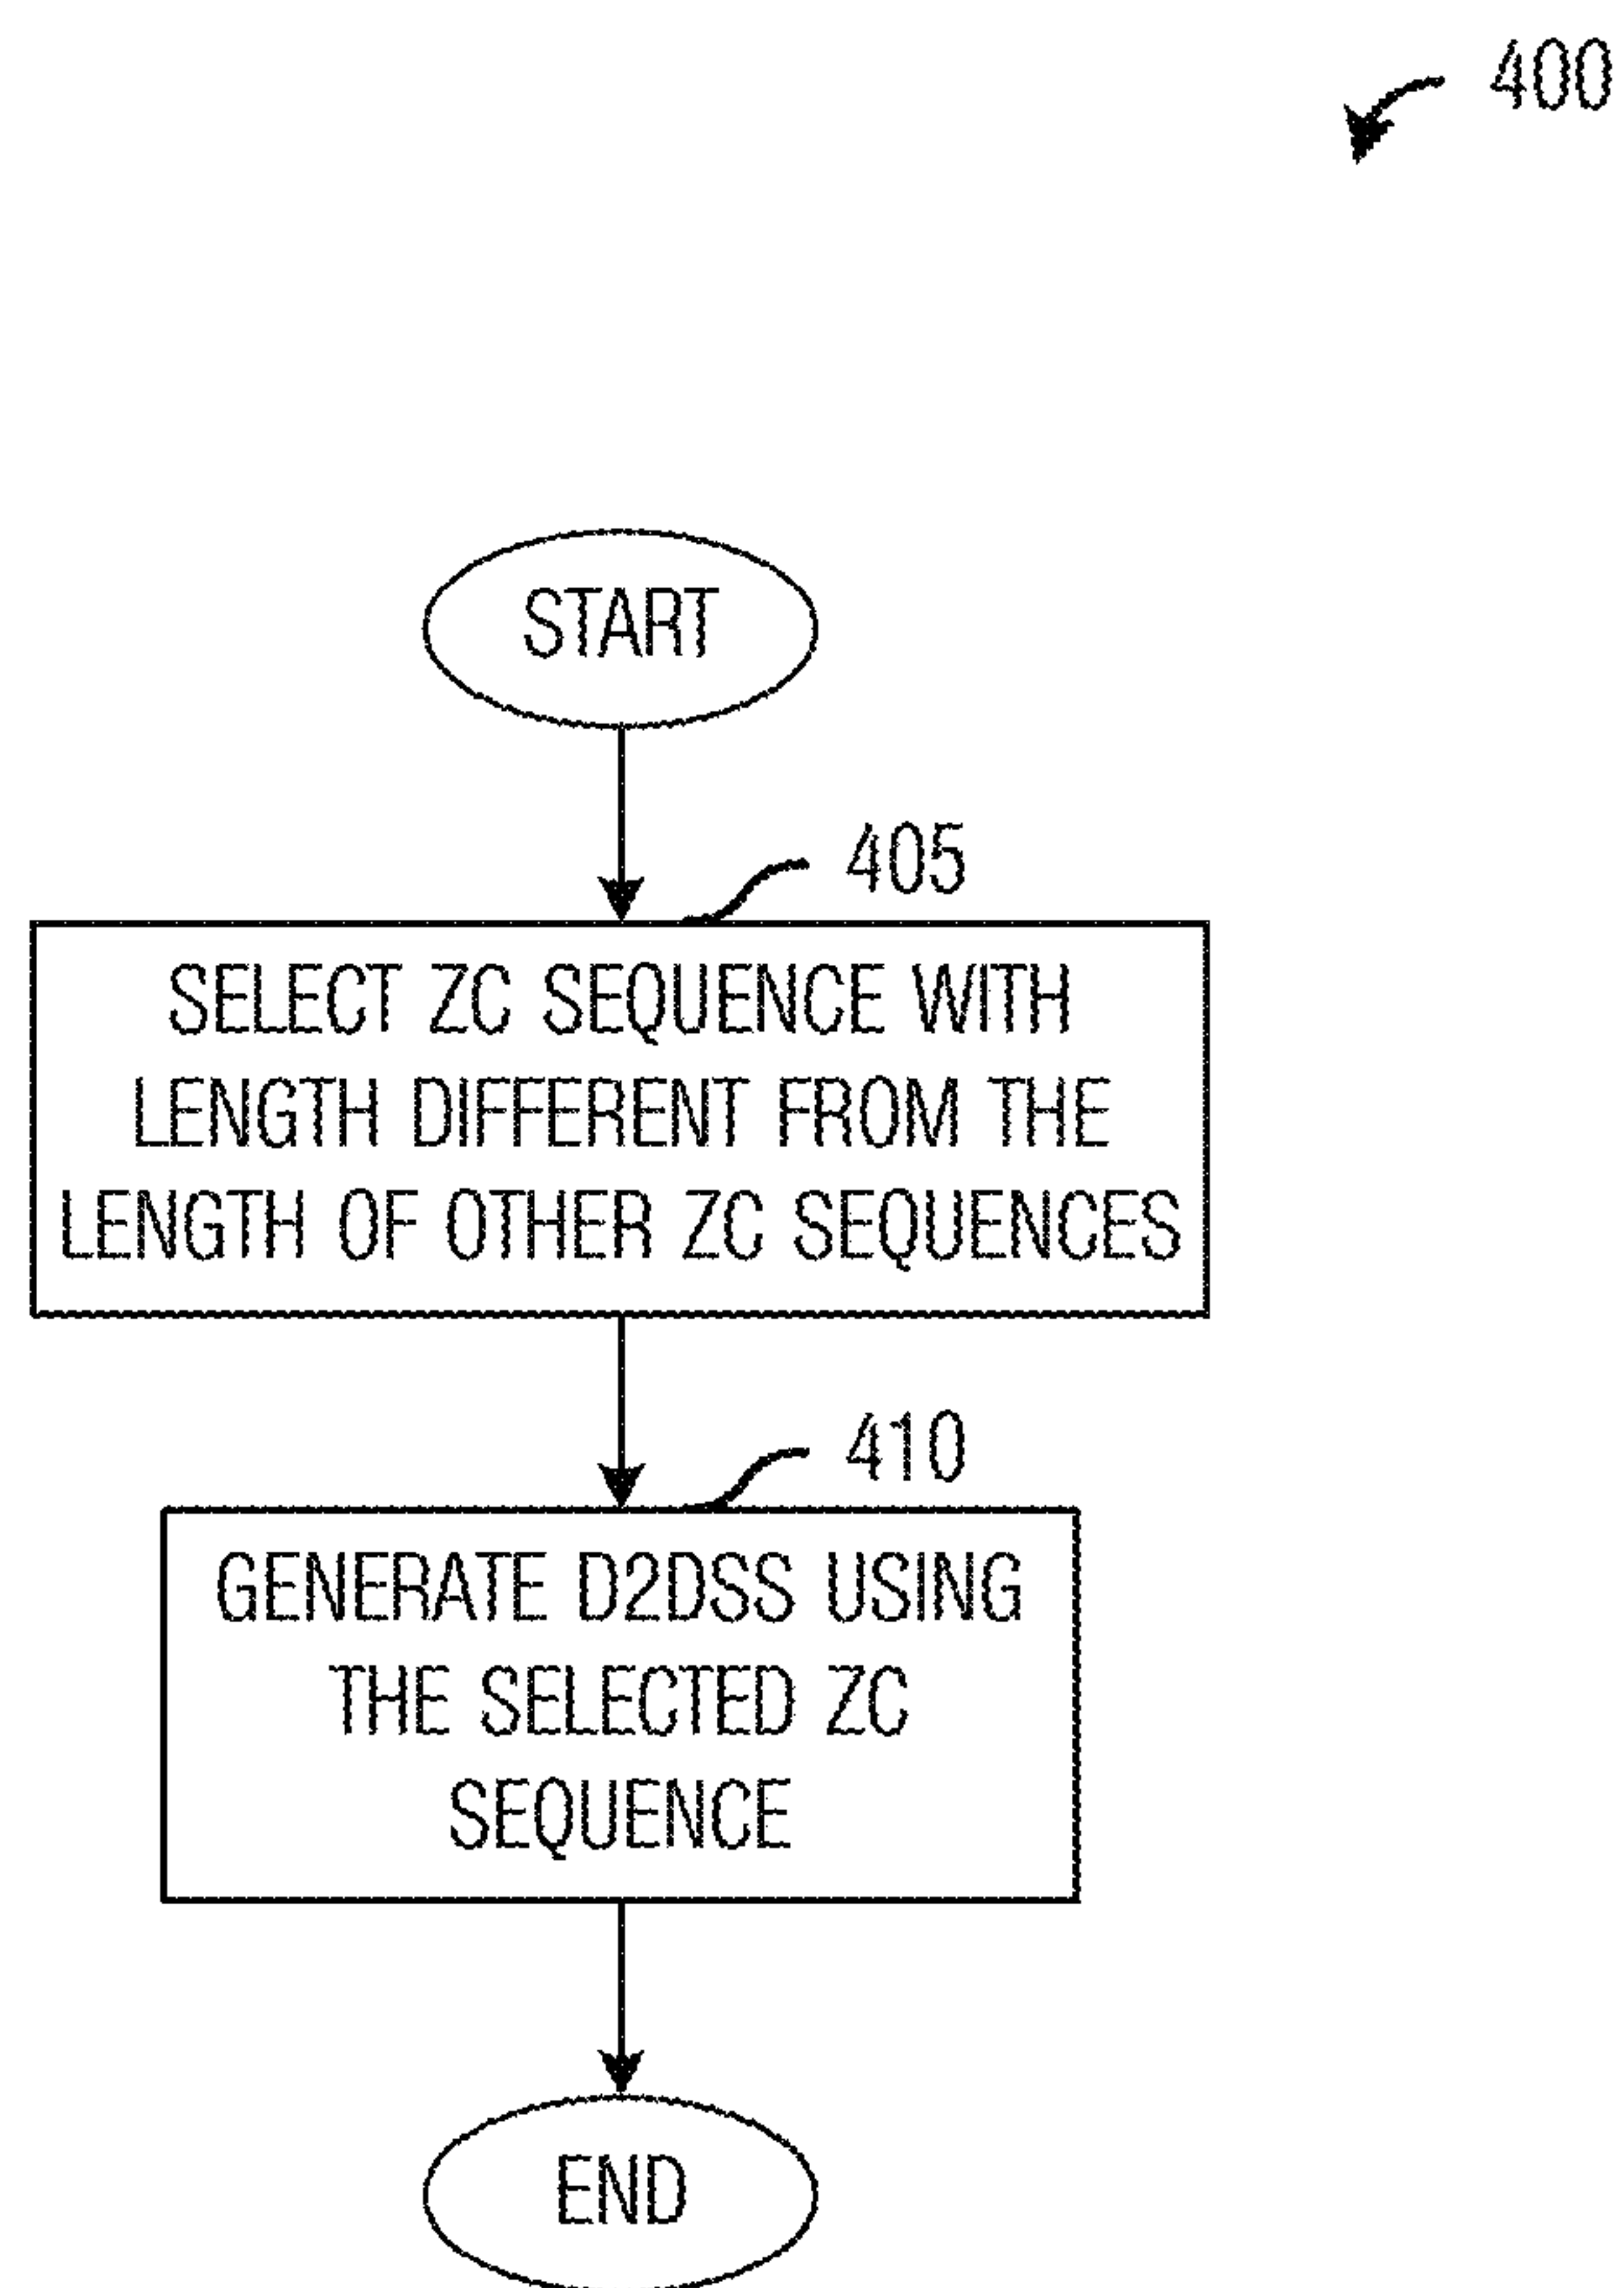 400
START
405
SELECT ZC SEQUENCE WITH
LENGTH DIFFERENT FROM THE
LENGTH OF OTHER ZC SEQUENCES
410
GENERATE D2DSS USING
THE SELECTED ZC
SEQUENCE
END